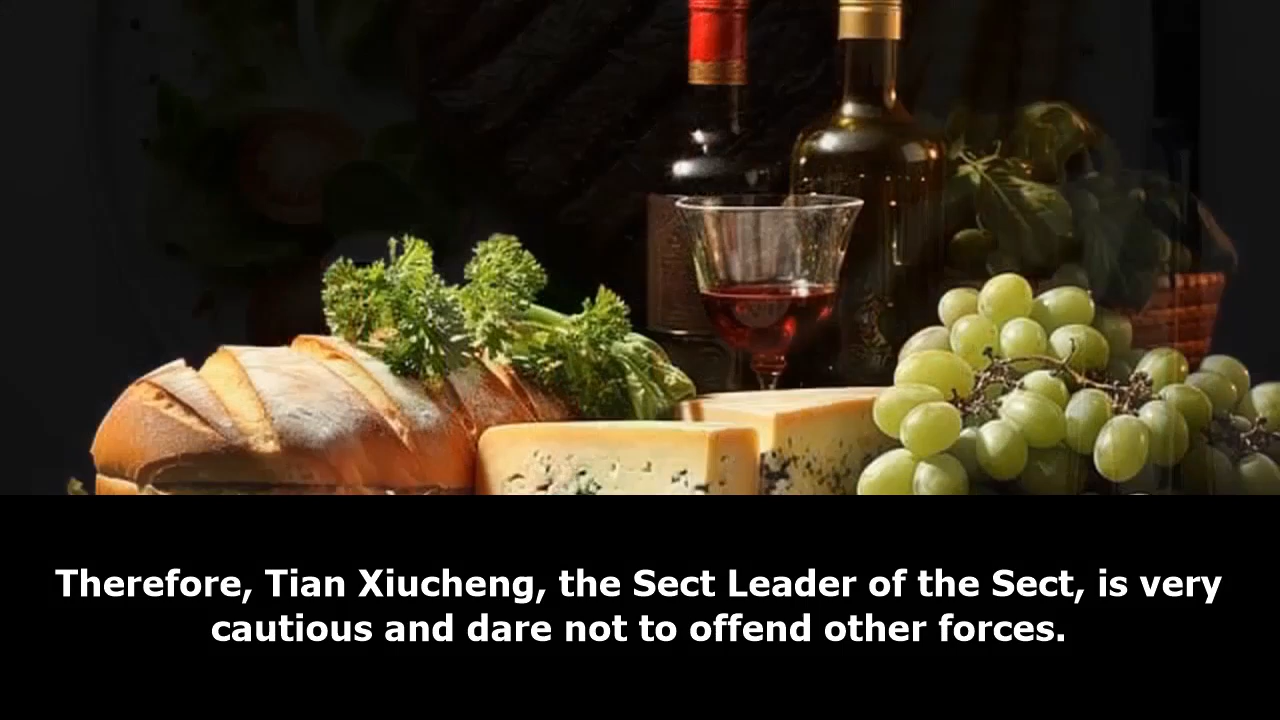 Therefore, Tian Xiucheng, the Sect Leader of the Sect, is very
cautious and dare not to offend other forces.